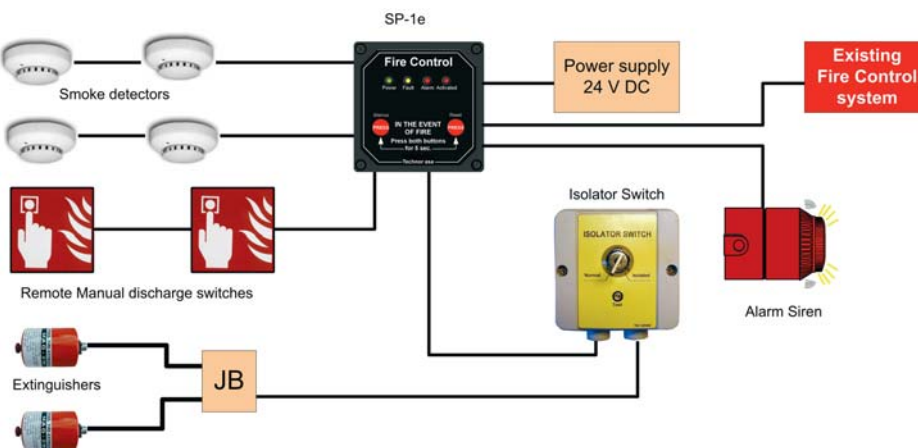 SP-1e
Fire Control
Power Fault Alarm Activated
Silence Reset
PRESS
IN THE EVENT
OF FIRE
PRESS
Press both buttons
for 5 sec.
Power supply
24 V DC
Existing
Fire Control
system
Smoke detectors
Isolator Switch
ISOLATOR SWITCH
Normal
Isolated
Remote Manual discharge switches
Alarm Siren
Extinguishers
JB